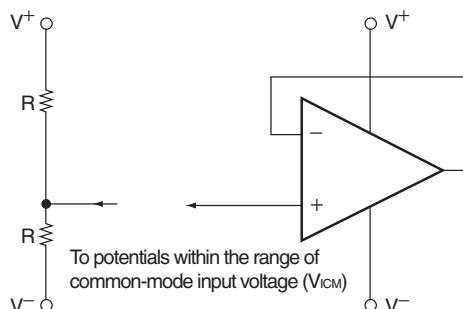 V+
V+
R
−
+
R
To potentials within the range of
common-mode input voltage (VICM)
V−
V−